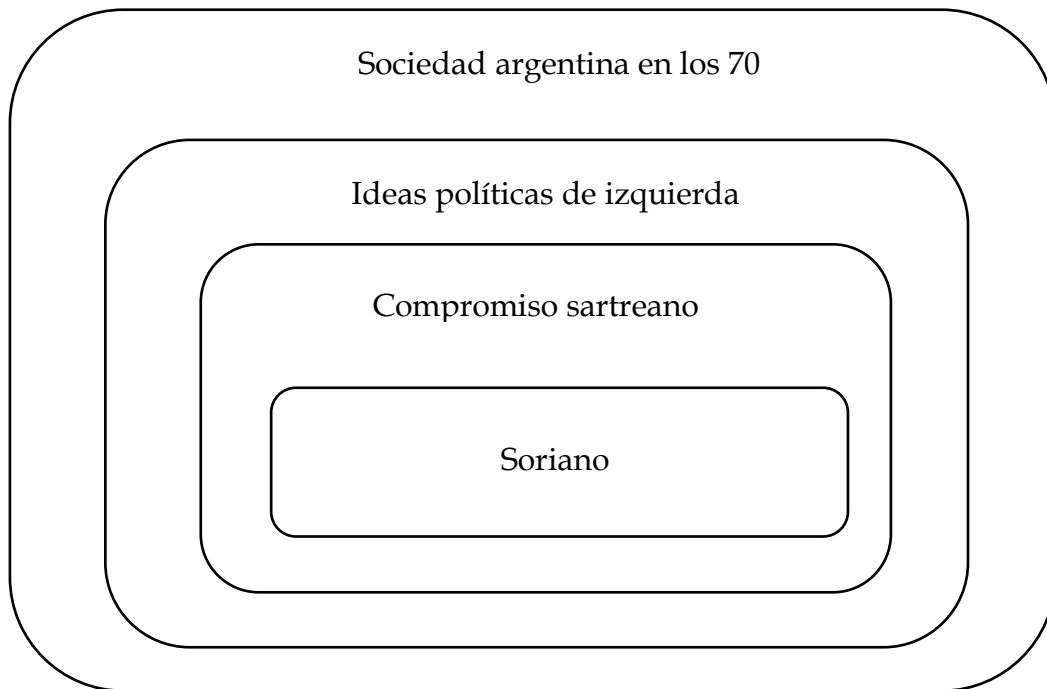 Sociedad argentina en los 70
Ideas políticas de izquierda
Compromiso sartreano
Soriano